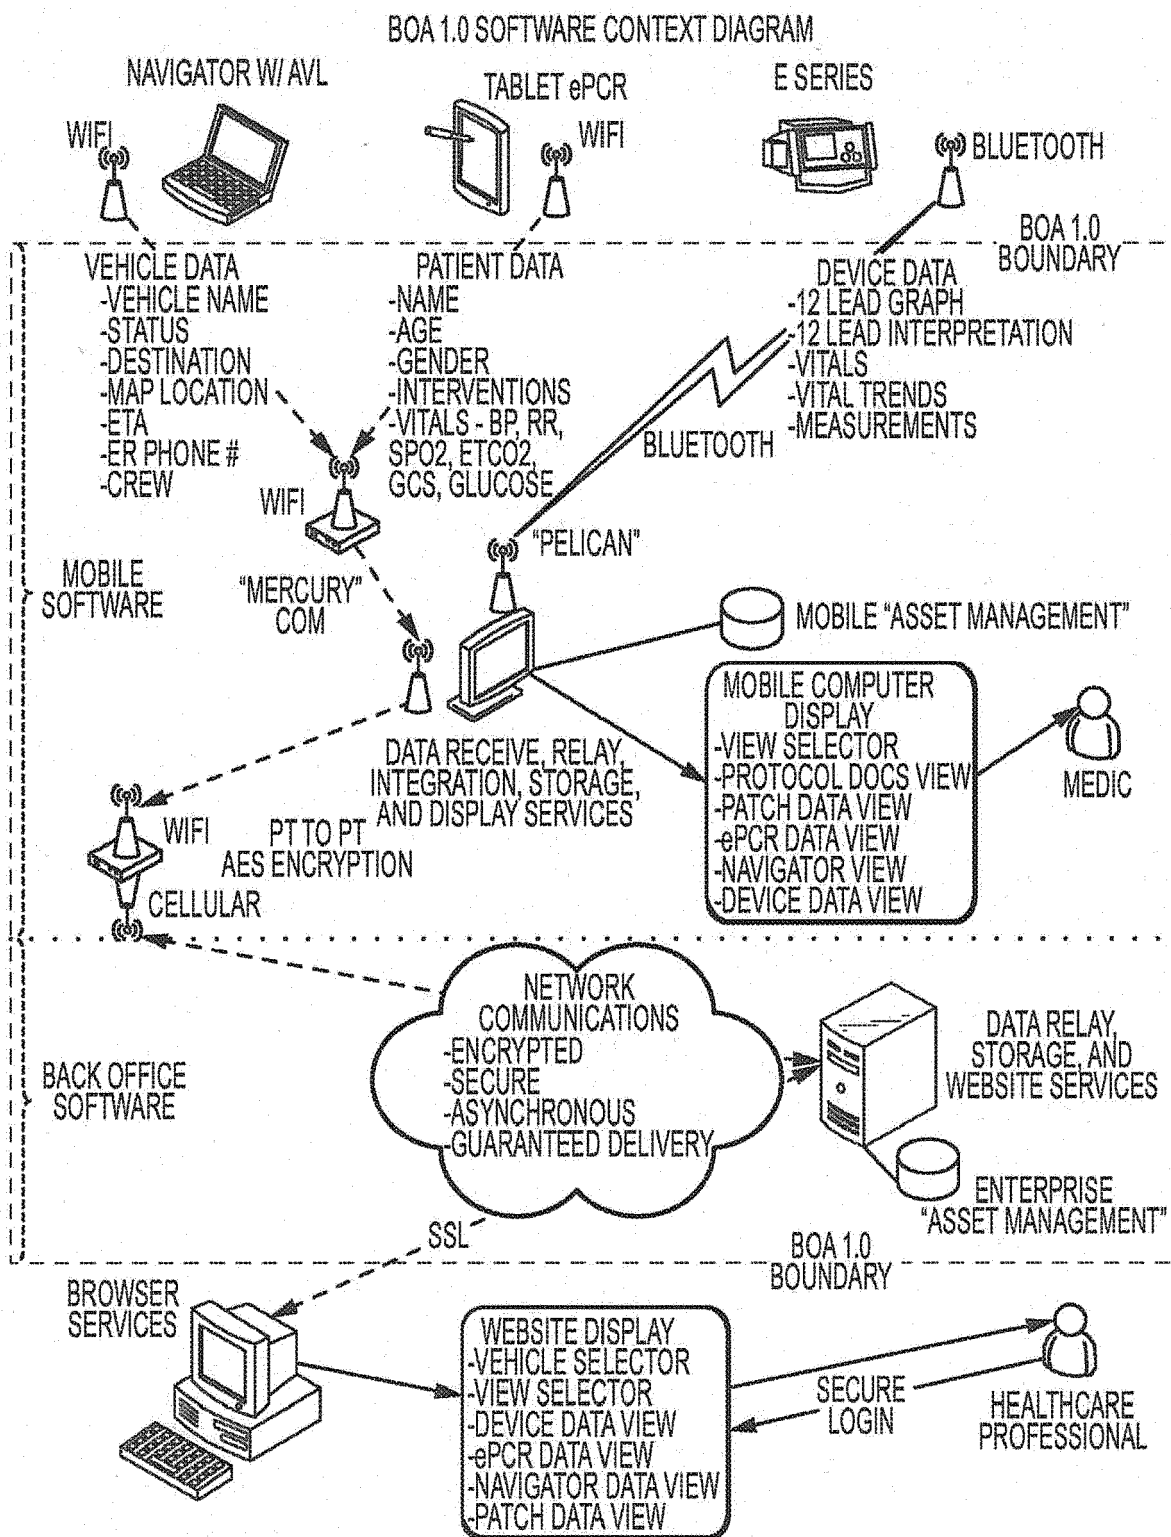 BOA 1.0 SOFTWARE CONTEXT DIAGRAM
NAVIGATOR W/ AVL
TABLET ePCR
E SERIES
WIFI
WIFI
BLUETOOTH
BOA 1.0
BOUNDARY
VEHICLE DATA
-VEHICLE NAME
-STATUS
-DESTINATION
-MAP LOCATION
-ETA
-ER PHONE #
-CREW
PATIENT DATA
-NAME
-AGE
-GENDER
-INTERVENTIONS
-VITALS - BP, RR,
SPO2, ETCO2,
GCS, GLUCOSE
DEVICE DATA
-12 LEAD GRAPH
-12 LEAD INTERPRETATION
-VITALS
-VITAL TRENDS
-MEASUREMENTS
BLUETOOTH
WIFI
"PELICAN"
MOBILE
SOFTWARE
"MERCURY"
COM
MOBILE "ASSET MANAGEMENT"
MOBILE COMPUTER
DISPLAY
-VIEW SELECTOR
-PROTOCOL DOCS VIEW
-PATCH DATA VIEW
-ePCR DATA VIEW
-NAVIGATOR VIEW
-DEVICE DATA VIEW
MEDIC
DATA RECEIVE, RELAY,
INTEGRATION, STORAGE,
AND DISPLAY SERVICES
WIFI
PT TO PT
AES ENCRYPTION
CELLULAR
NETWORK
COMMUNICATIONS
-ENCRYPTED
-SECURE
-ASYNCHRONOUS
-GUARANTEED DELIVERY
DATA RELAY,
STORAGE, AND
WEBSITE SERVICES
BACK OFFICE
SOFTWARE
ENTERPRISE
"ASSET MANAGEMENT"
SSL
BOA 1.0
BOUNDARY
BROWSER
SERVICES
WEBSITE DISPLAY
-VEHICLE SELECTOR
-VIEW SELECTOR
-DEVICE DATA VIEW
-ePCR DATA VIEW
-NAVIGATOR DATA VIEW
-PATCH DATA VIEW
SECURE
LOGIN
HEALTHCARE
PROFESSIONAL